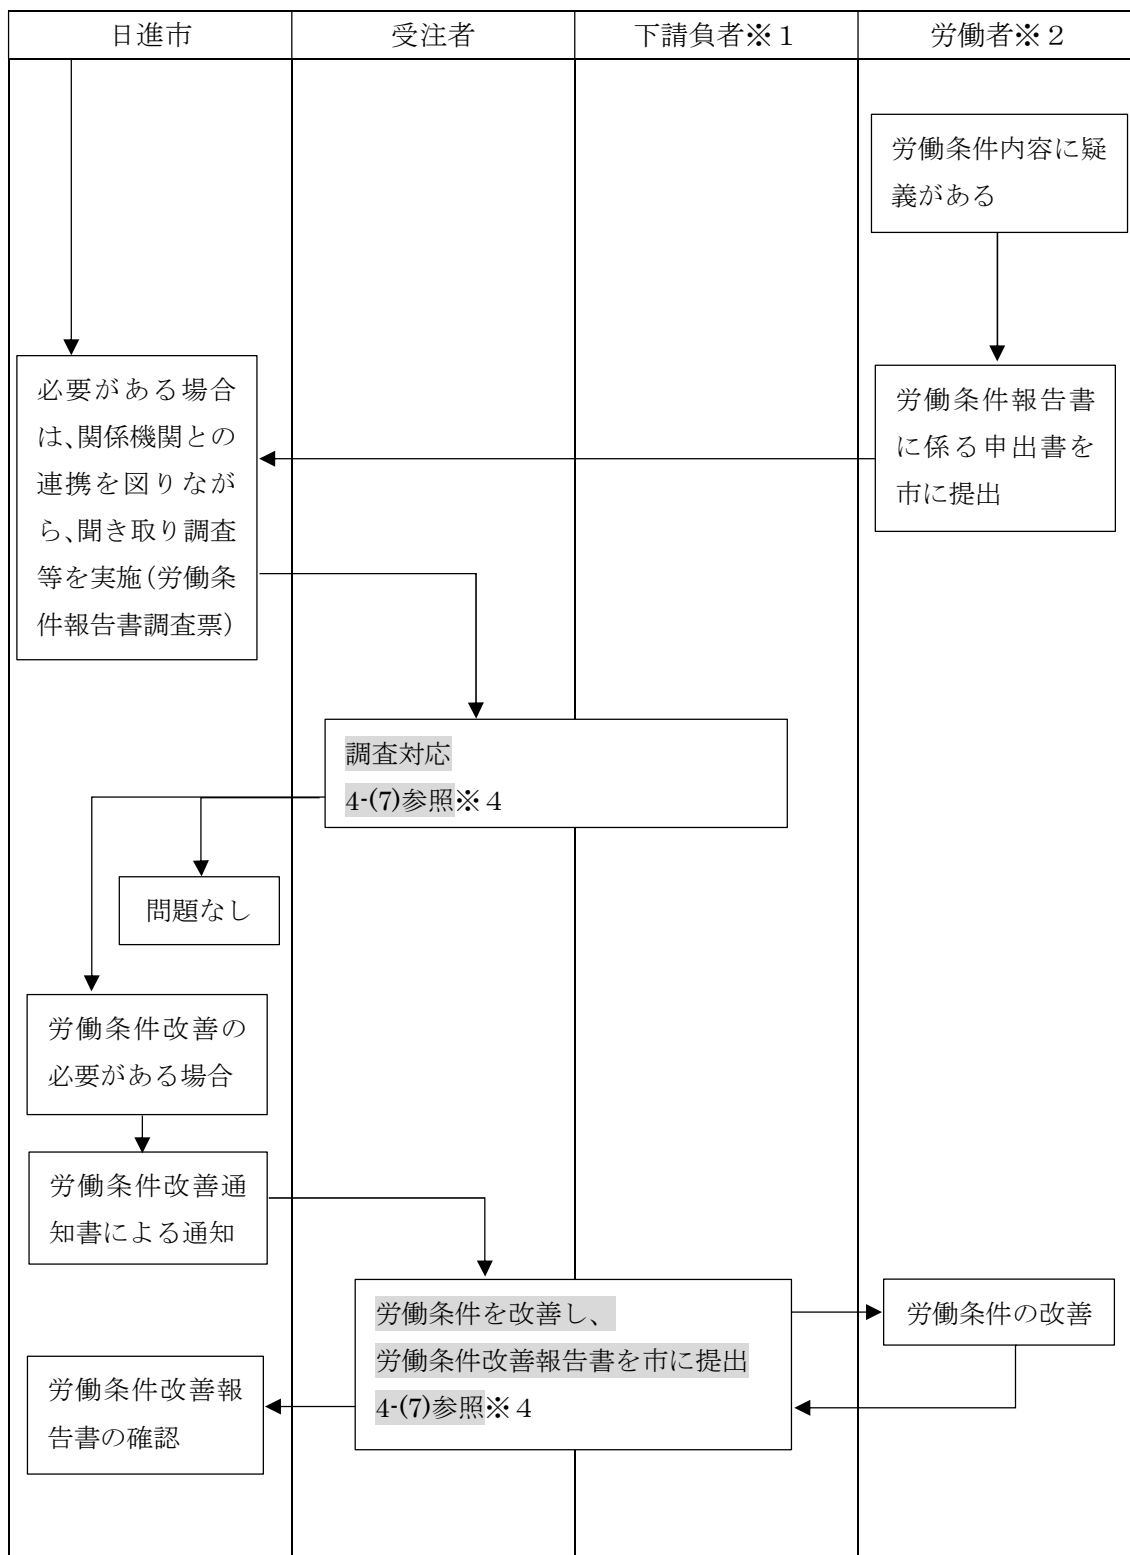 日進市 受注者 下請負者※１ 労働者※２
労働条件内容に疑
義がある
必要がある場合
は、関係機関との
連携を図りなが
ら、聞き取り調査
等を実施（労働条
件報告書調査票）
労働条件報告書
に係る申出書を
市に提出
調査対応
4-(7)参照※４
問題なし
労働条件改善の
必要がある場合
労働条件改善通
知書による通知
労働条件を改善し、
労働条件改善報告書を市に提出
4-(7)参照※４
労働条件の改善
労働条件改善報
告書の確認